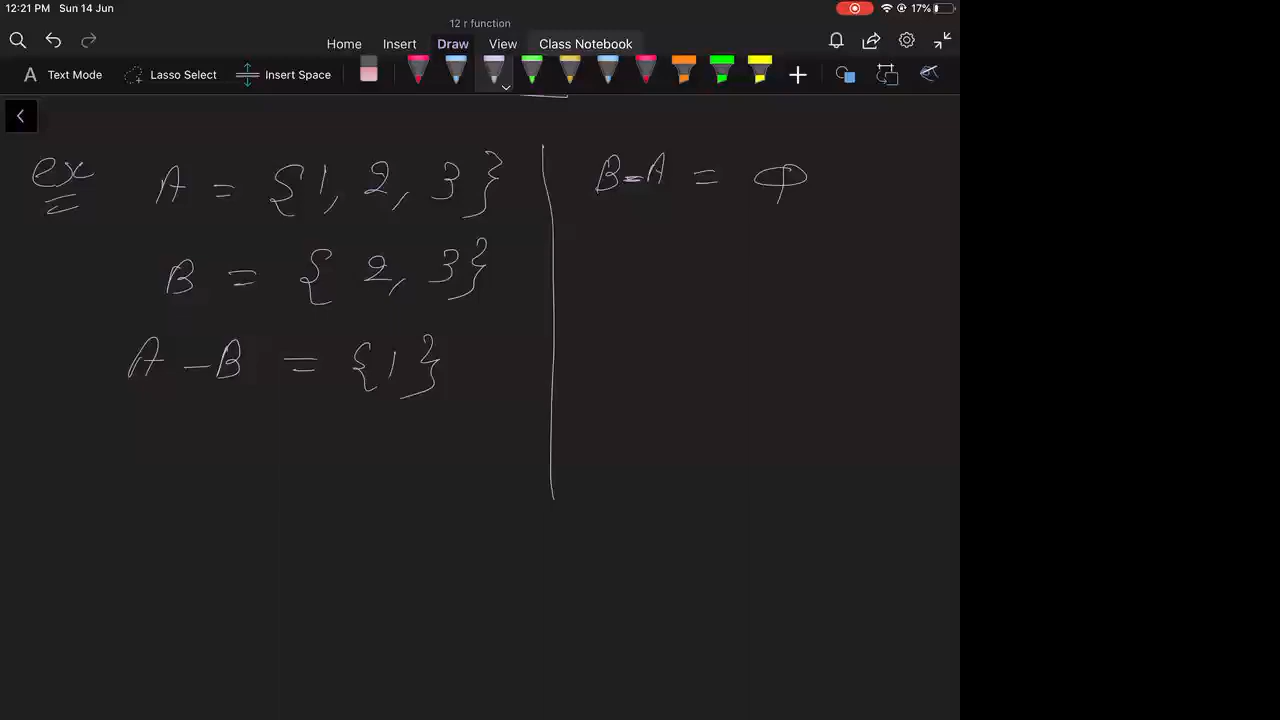 12:21 PM Sun 14 Jun
17%
12 r function
Home Insert Draw View Class Notebook
A Text Mode Lasso Select Insert Space
ex A = {1, 2, 3}
B = { 2, 3}
A - B = {1}
B - A = φ